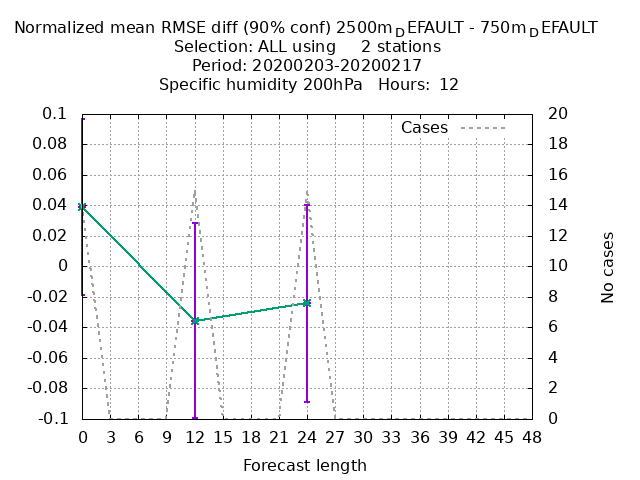 Normalized mean RMSE diff (90% conf) 2500m_DEFAULT - 750m_DEFAULT
Selection: ALL using     2 stations
Period: 20200203-20200217
Specific humidity 200hPa   Hours:  12
Cases
0.1
0.08
0.06
0.04
0.02
0
-0.02
-0.04
-0.06
-0.08
-0.1
20
18
16
14
12
10
8
6
4
2
0
No cases
0 3 6 9 12 15 18 21 24 27 30 33 36 39 42 45 48
Forecast length